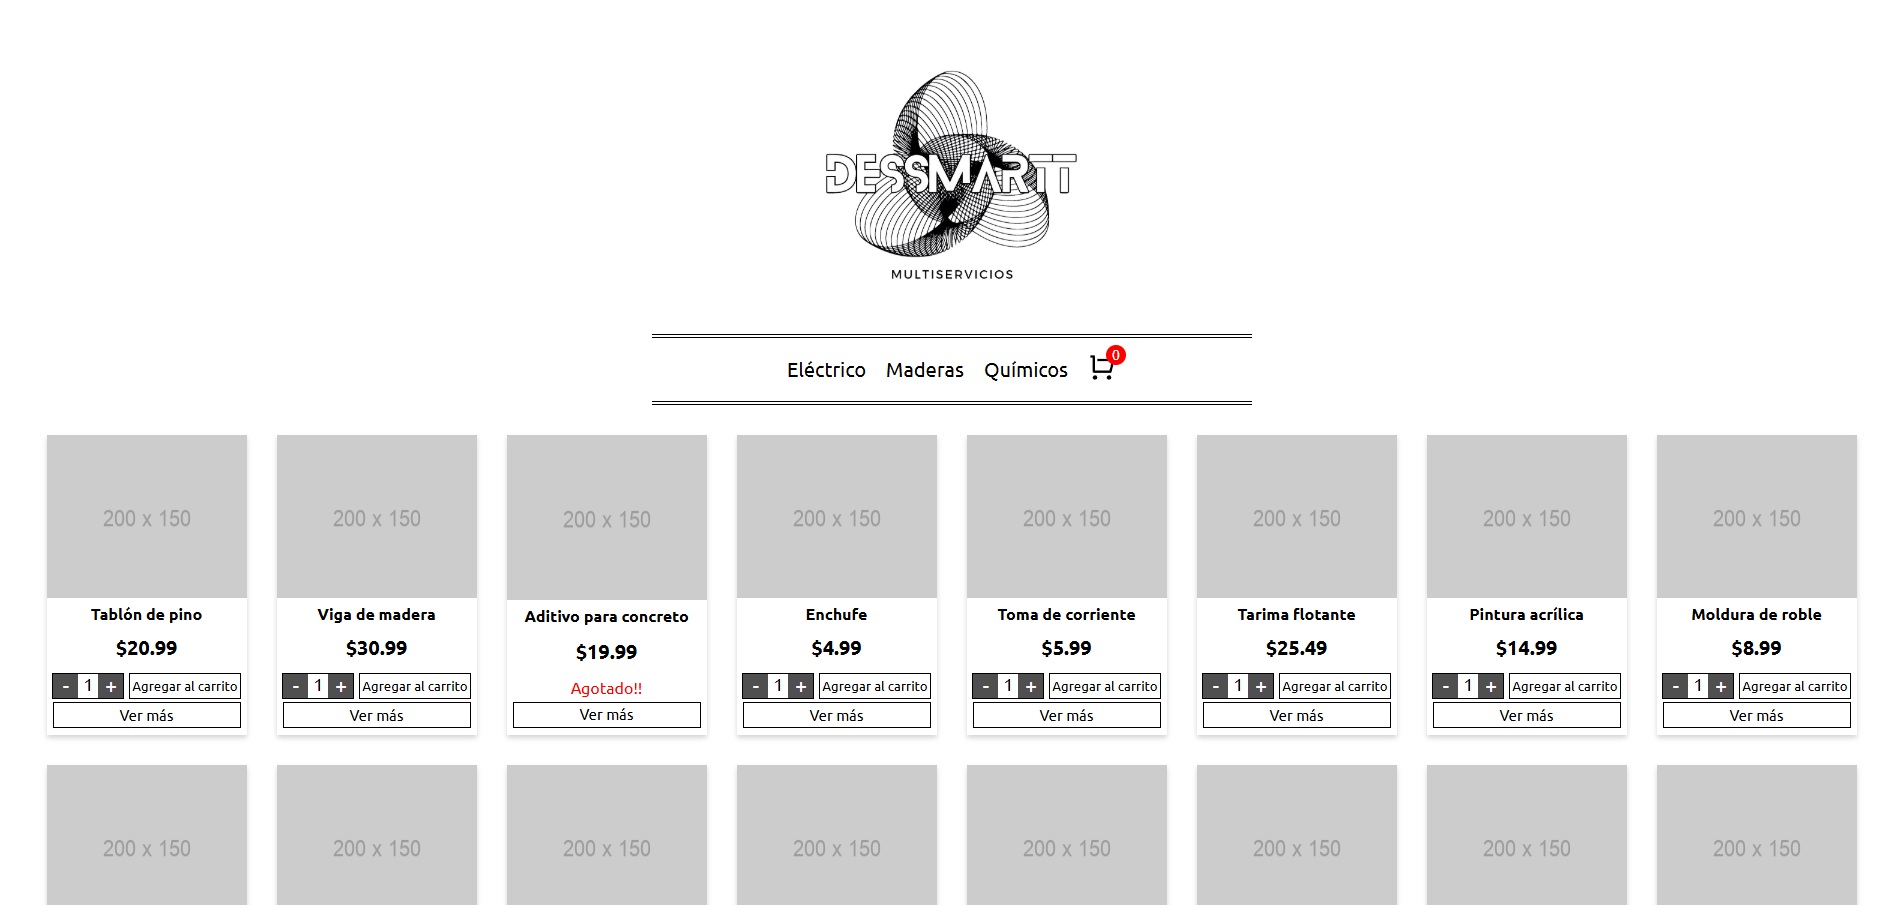 DESSMARTT
MULTISERVICIOS
Eléctrico Maderas Químicos 0
200 x 150 200 x 150 200 x 150 200 x 150 200 x 150 200 x 150 200 x 150 200 x 150
Tablón de pino Viga de madera Aditivo para concreto Enchufe Toma de corriente Tarima flotante Pintura acrílica Moldura de roble
$20.99 $30.99 $19.99 $4.99 $5.99 $25.49 $14.99 $8.99
- 1 + Agregar al carrito - 1 + Agregar al carrito Agotado!! - 1 + Agregar al carrito - 1 + Agregar al carrito - 1 + Agregar al carrito - 1 + Agregar al carrito - 1 + Agregar al carrito
Ver más Ver más Ver más Ver más Ver más Ver más Ver más Ver más
200 x 150 200 x 150 200 x 150 200 x 150 200 x 150 200 x 150 200 x 150 200 x 150